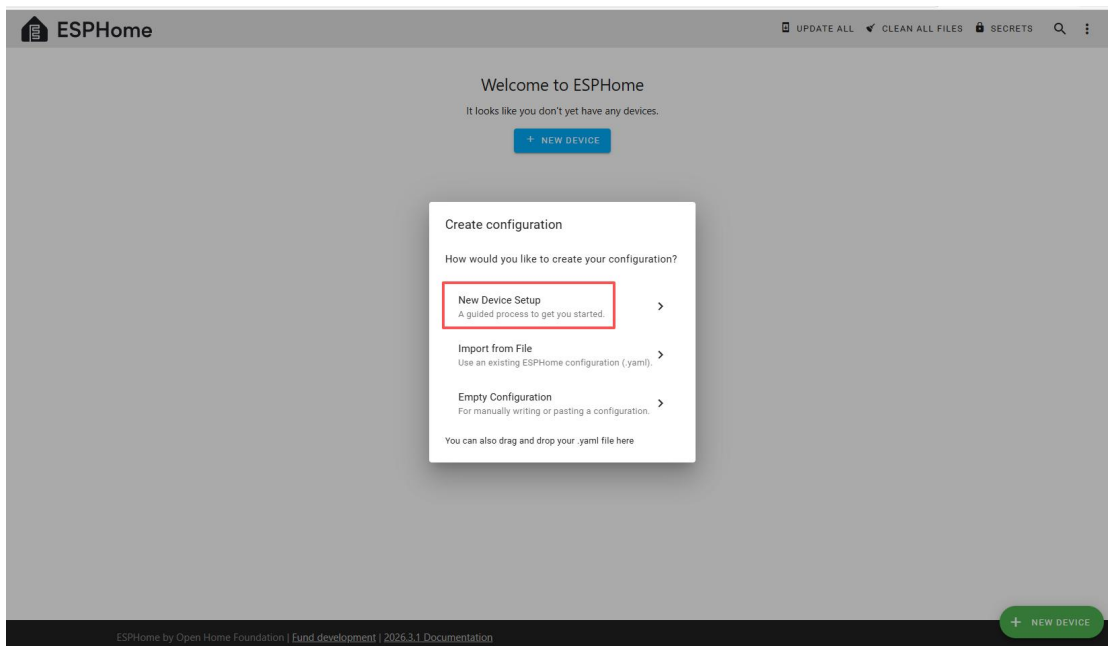 ESPHome
UPDATE ALL
CLEAN ALL FILES
SECRETS
Welcome to ESPHome
It looks like you don't yet have any devices.
+ NEW DEVICE
Create configuration
How would you like to create your configuration?
New Device Setup
A guided process to get you started.
Import from File
Use an existing ESPHome configuration (.yaml).
Empty Configuration
For manually writing or pasting a configuration.
You can also drag and drop your .yaml file here
+ NEW DEVICE
ESPHome by Open Home Foundation | Fund development | 2026.3.1 Documentation